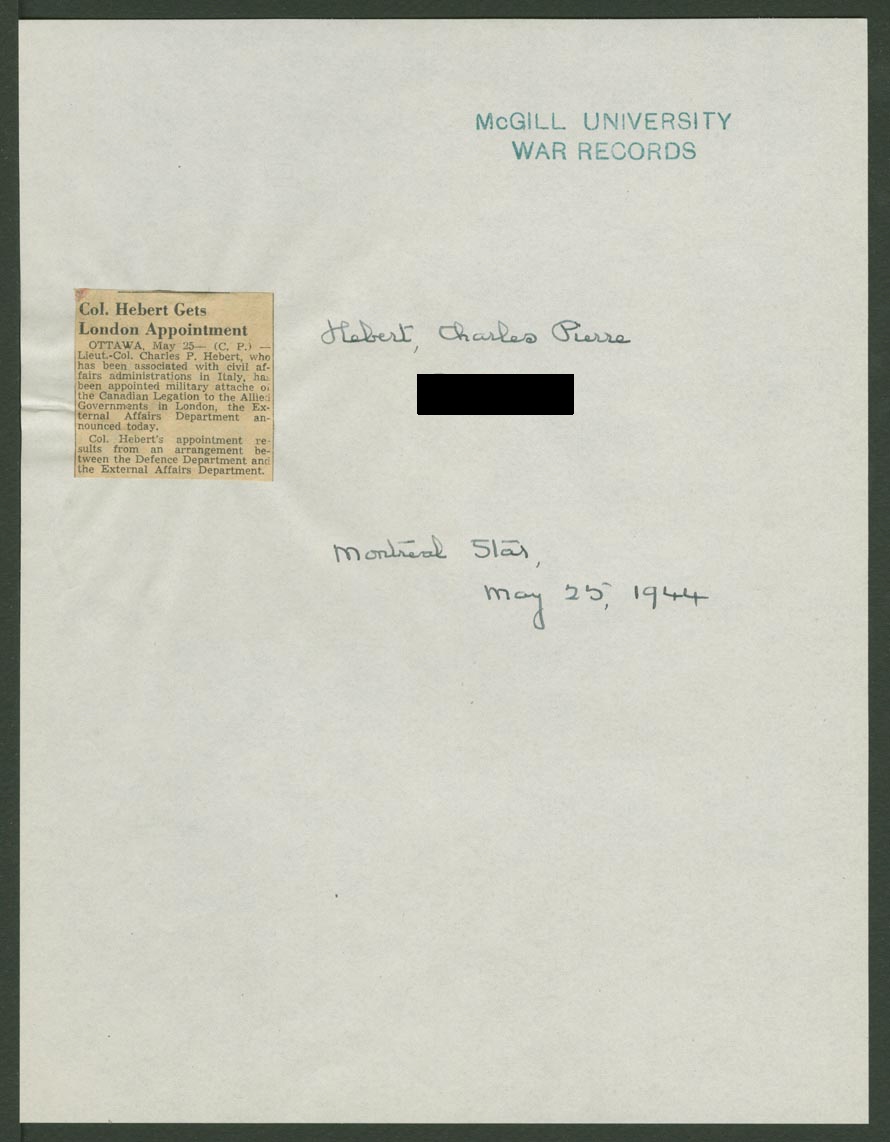 McGILL UNIVERSITY
WAR RECORDS
Col. Hebert Gets
London Appointment
OTTAWA, May 25— (C. P.) —
Lieut.-Col. Charles P. Hebert, who
has been associated with civil af-
fairs administrations in Italy, has
been appointed military attache of
the Canadian Legation to the Allied
Governments in London, the Ex-
ternal Affairs Department an-
nounced today.
Col. Hebert's appointment re-
sults from an arrangement be-
tween the Defence Department and
the External Affairs Department.
Hebert, Charles Pierre
Montreal Star,
May 25, 1944